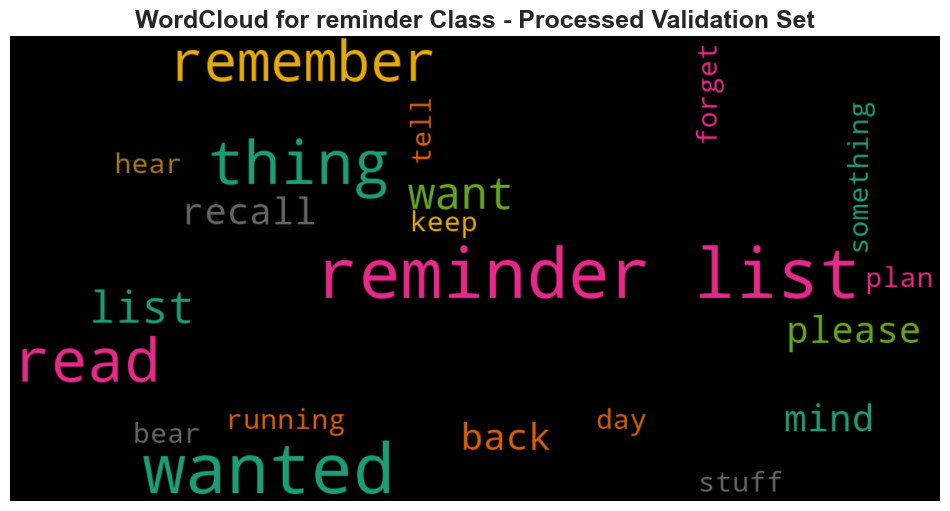 WordCloud for reminder Class - Processed Validation Set
remember
forget
tell
something
hear
thing
want
recall
keep
reminder list
plan
list
please
read
mind
running
day
bear
back
wanted
stuff